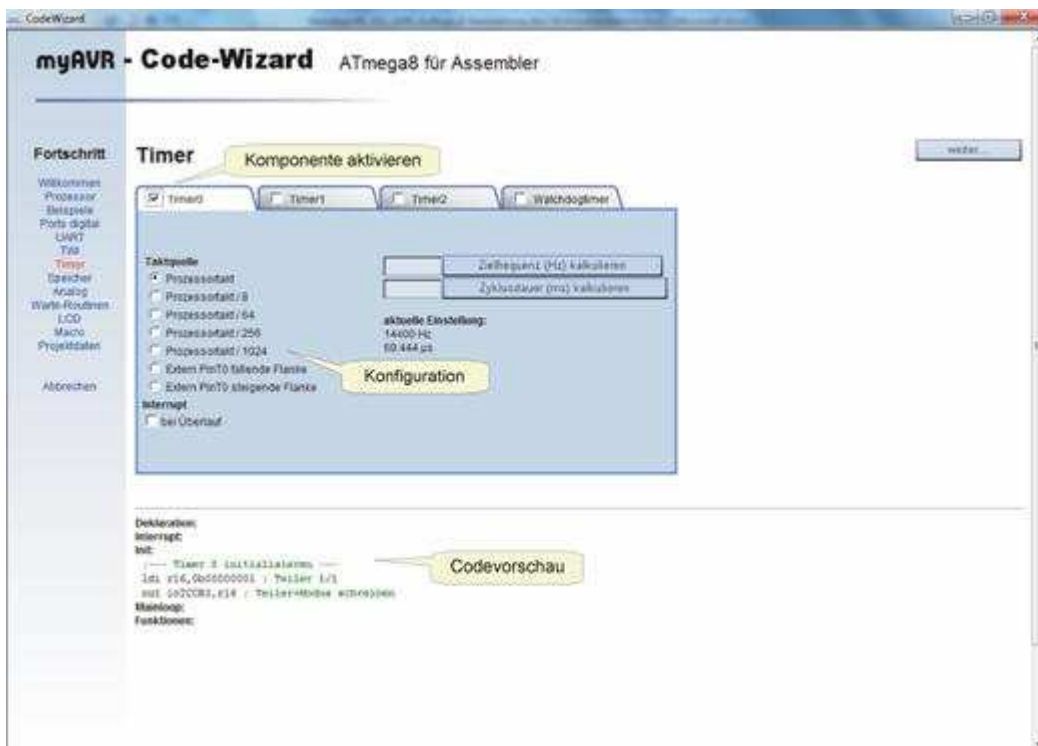 CodeWizard
myAVR - Code-Wizard ATmega8 für Assembler
Fortschritt
Willkommen
Prozessor
Beispiele
Ports digital
UART
TWI
Timer
Speicher
Analog
Warte-Routinen
LCD
Macro
Projektdaten
Abbrechen
Timer
Komponente aktivieren
weiter...
Timer0
Timer1
Timer2
Watchdogtimer
Taktquelle
Prozessortakt
Prozessortakt / 8
Prozessortakt / 64
Prozessortakt / 256
Prozessortakt / 1024
Extern PinT0 fallende Flanke
Extern PinT0 steigende Flanke
Interrupt
bei Überlauf
Zielfrequenz (Hz) kalkulieren
Zyklusdauer (ms) kalkulieren
aktuelle Einstellung:
14400 Hz
69.444 µs
Konfiguration
Deklaration:
Interrupt:
Init:
;--- Timer 0 initialisieren ---
ldi r16,0b00000001 ; Teiler 1/1
out ; Teiler+Modus schreiben
Mainloop:
Funktionen:
Codevorschau